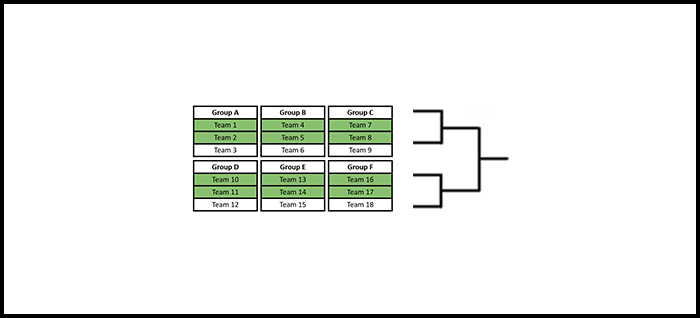 Group A
Team 1
Team 2
Team 3
Group B
Team 4
Team 5
Team 6
Group C
Team 7
Team 8
Team 9
Group D
Team 10
Team 11
Team 12
Group E
Team 13
Team 14
Team 15
Group F
Team 16
Team 17
Team 18